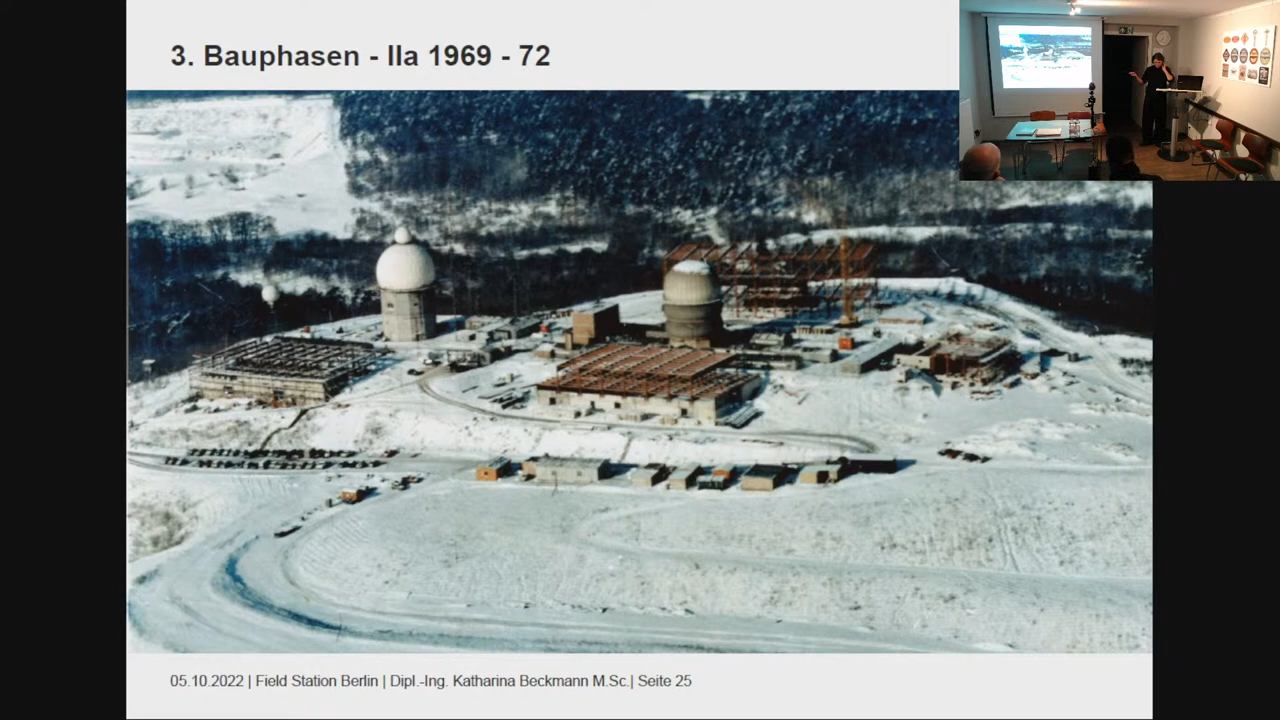 3. Bauphasen - IIa 1969 - 72
05.10.2022 | Field Station Berlin | Dipl.-Ing. Katharina Beckmann M.Sc.| Seite 25